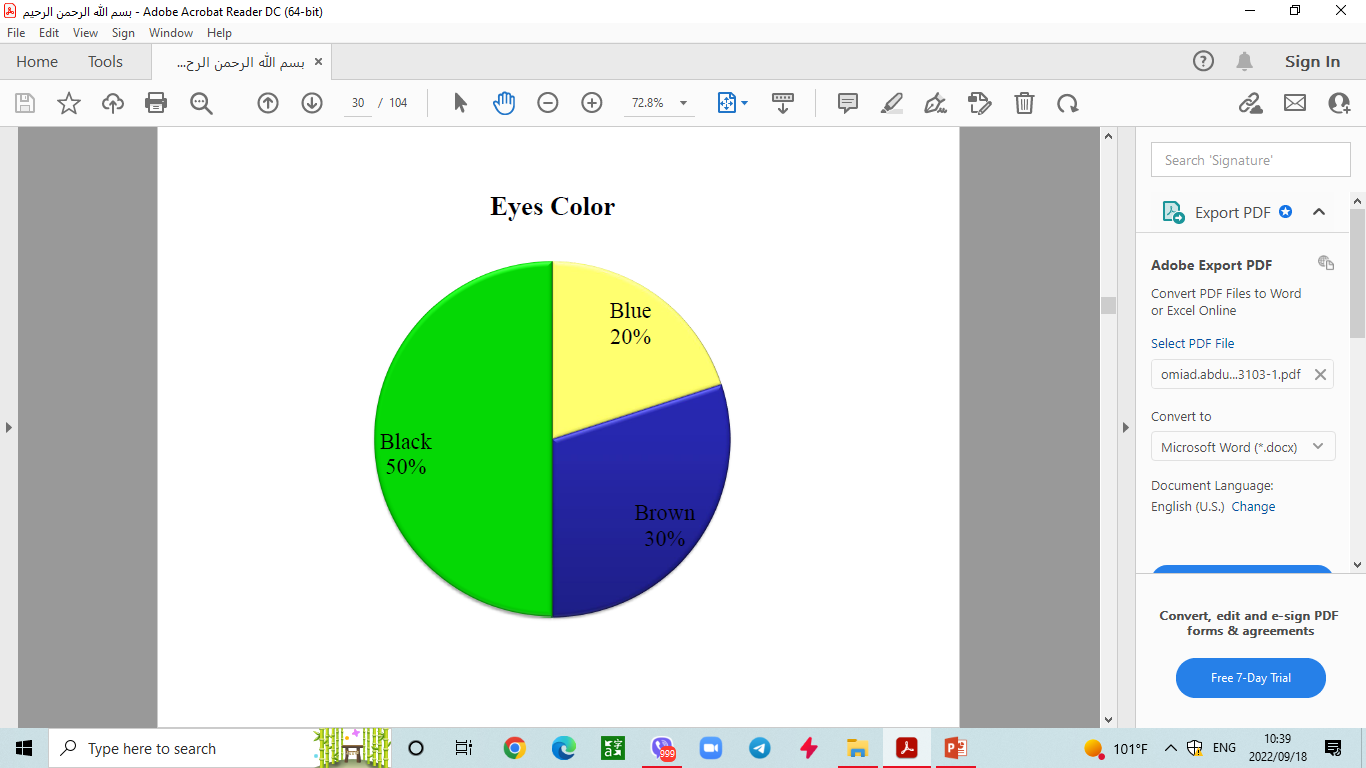 بسم الله الرحمن الرحيم - Adobe Acrobat Reader DC (64-bit)
File Edit View Sign Window Help
Home Tools بسم الله الرحمن الرح... × Sign In
30 / 104 72.8%
Search 'Signature'
Export PDF
Adobe Export PDF
Convert PDF Files to Word
or Excel Online
Select PDF File
omiad.abdu...3103-1.pdf
Convert to
Microsoft Word (*.docx)
Document Language:
English (U.S.) Change
Convert, edit and e-sign PDF
forms & agreements
Free 7-Day Trial
Eyes Color
Blue
20%
Black
50%
Brown
30%
Type here to search
999
101°F ENG
10:39
2022/09/18